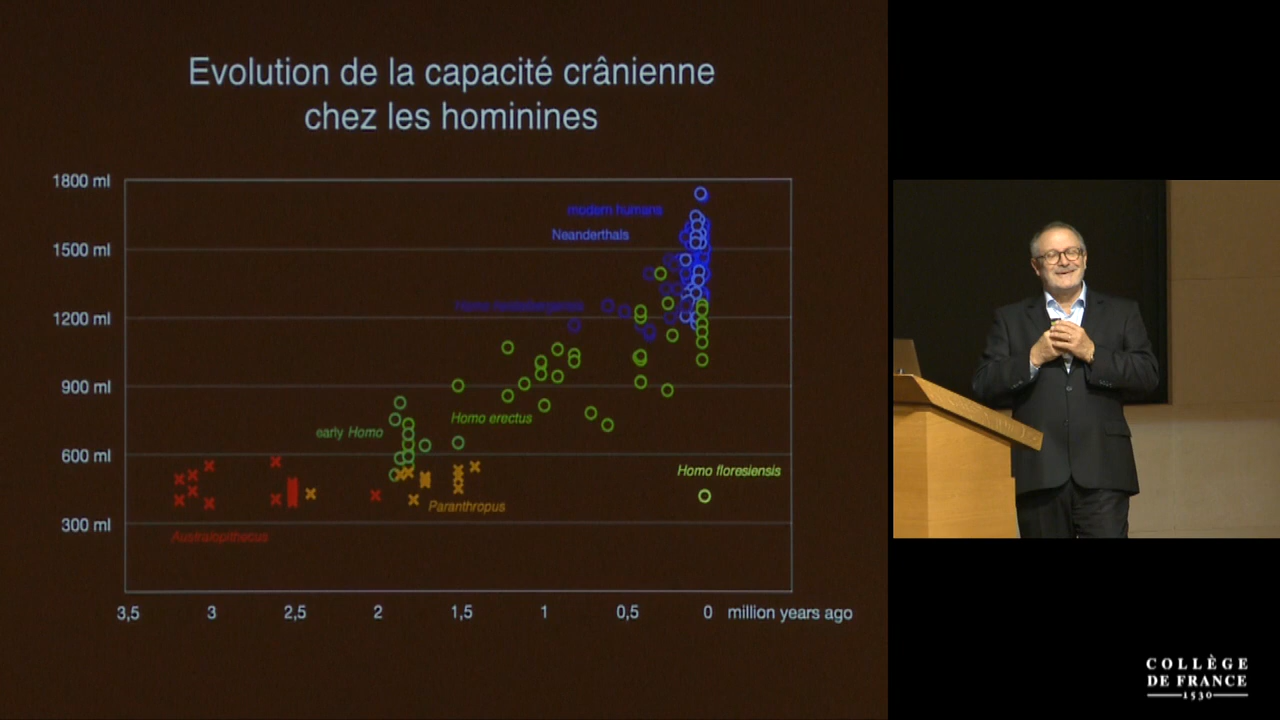 Evolution de la capacité crânienne
chez les hominines
1800 ml
1500 ml
1200 ml
900 ml
600 ml
300 ml
modern humans
Neanderthals
Homo heidelbergensis
Homo erectus
early Homo
Homo floresiensis
Paranthropus
Australopithecus
3,5
3
2,5
2
1,5
1
0,5
0
million years ago
COLLÈGE
DE FRANCE
1530